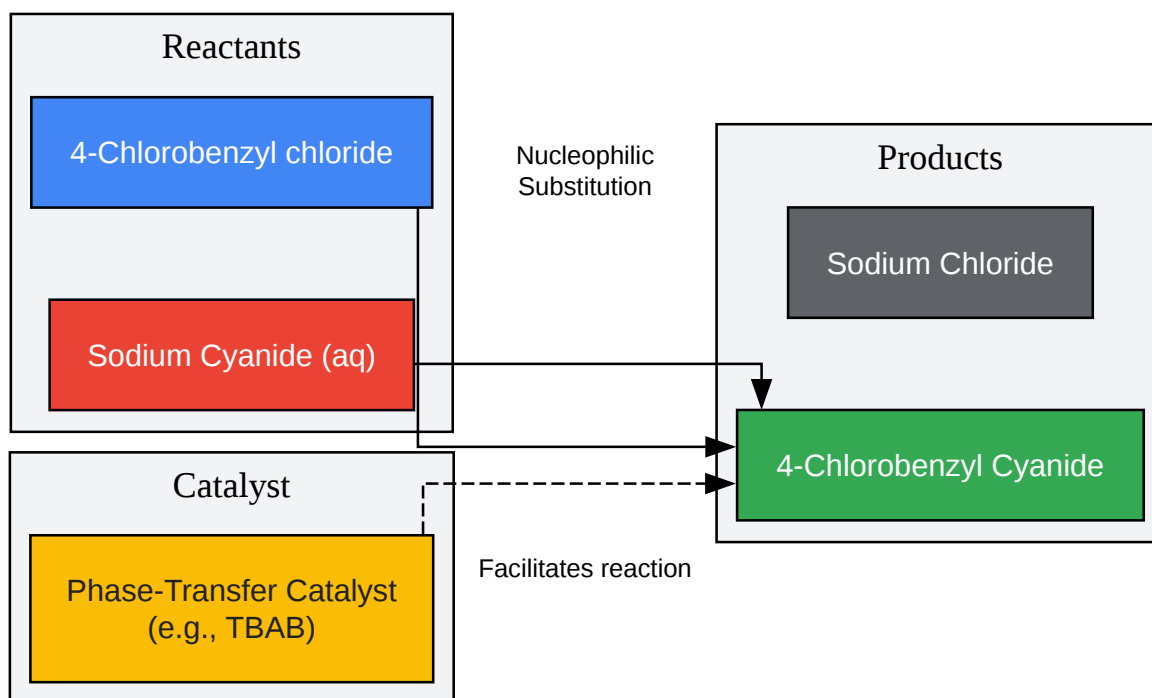 Reactants
4-Chlorobenzyl chloride
Sodium Cyanide (aq)
Catalyst
Phase-Transfer Catalyst
(e.g., TBAB)
Nucleophilic
Substitution
Facilitates reaction
Products
Sodium Chloride
4-Chlorobenzyl Cyanide